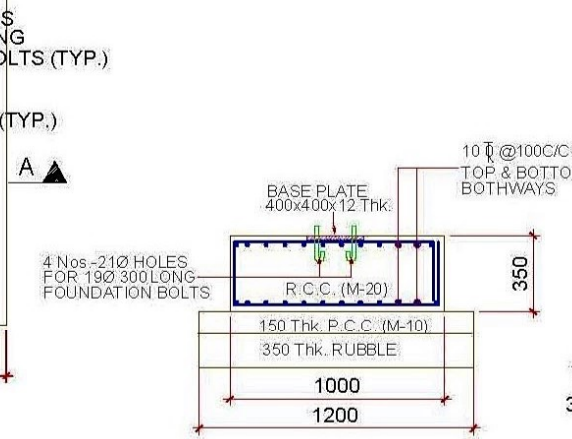 S
NG
OLTS (TYP.)
(TYP.)
A
10 @100C/C
TOP & BOTTO
BOTHWAYS
BASE PLATE
400x400x12 Thk.
4 Nos -21Ø HOLES
FOR 19Ø 300 LONG
FOUNDATION BOLTS
R.C.C. (M-20)
350
150 Thk. P.C.C. (M-10)
350 Thk. RUBBLE
1000
1200
3